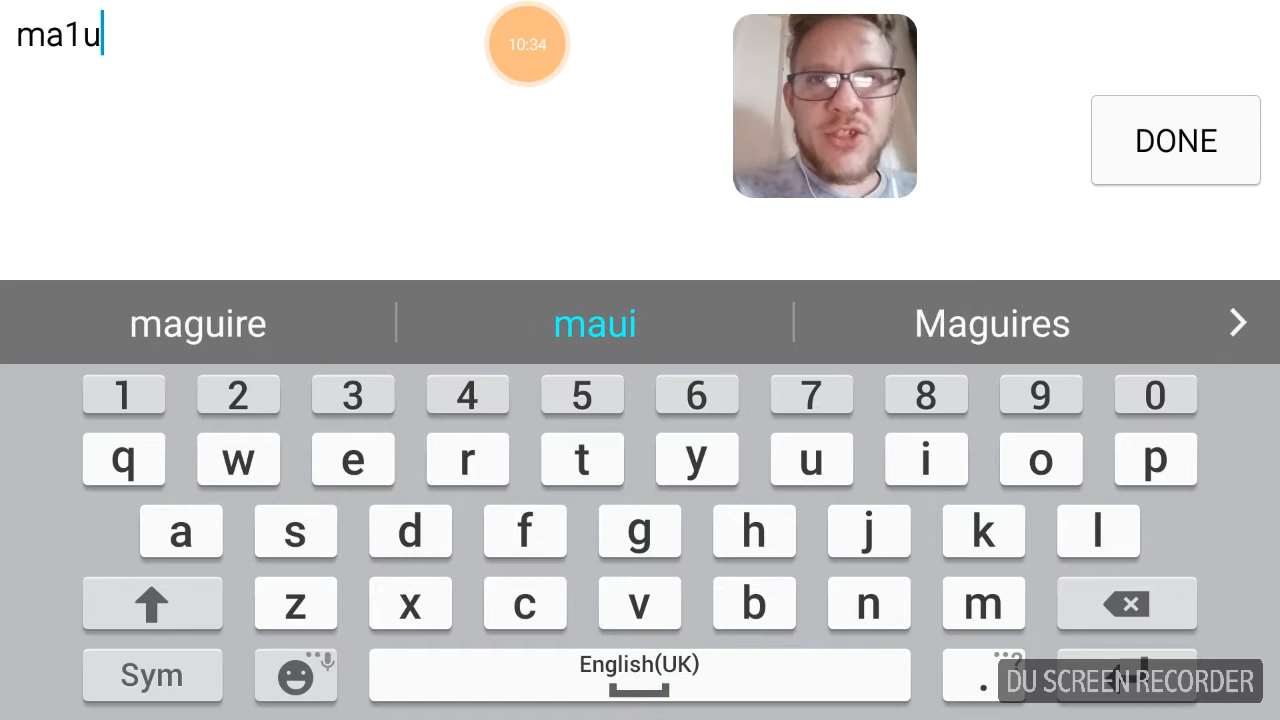 ma1u
10:34
DONE
maguire maui Maguires
1 2 3 4 5 6 7 8 9 0
q w e r t y u i o p
a s d f g h j k l
z x c v b n m
Sym English(UK) . ?
DU SCREEN RECORDER